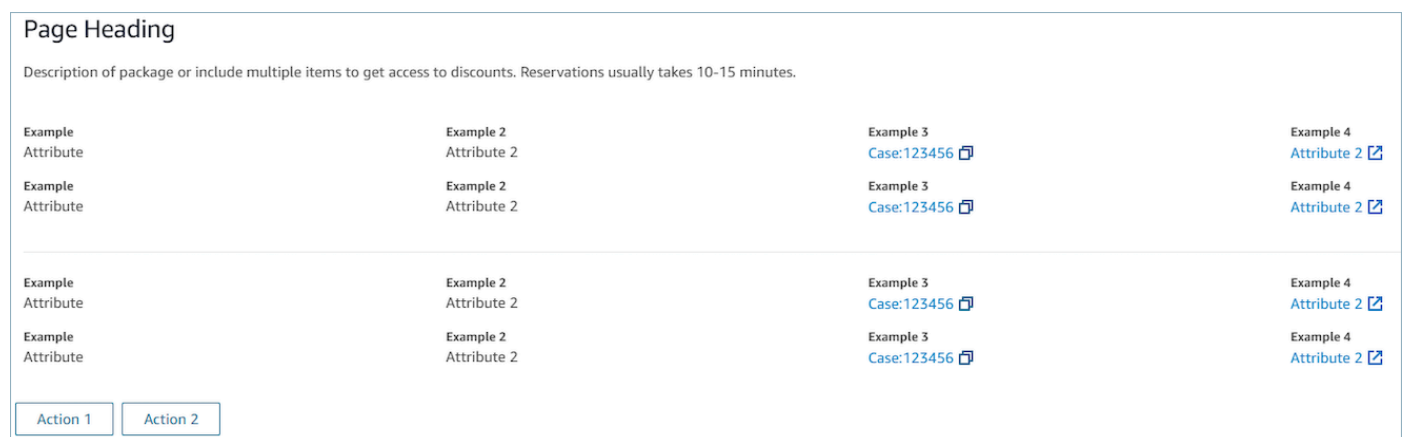 Page Heading
Description of package or include multiple items to get access to discounts. Reservations usually takes 10-15 minutes.
Example Example 2 Example 3 Example 4
Attribute Attribute 2 Case:123456 Attribute 2
Example Example 2 Example 3 Example 4
Attribute Attribute 2 Case:123456 Attribute 2
Example Example 2 Example 3 Example 4
Attribute Attribute 2 Case:123456 Attribute 2
Example Example 2 Example 3 Example 4
Attribute Attribute 2 Case:123456 Attribute 2
Action 1 Action 2